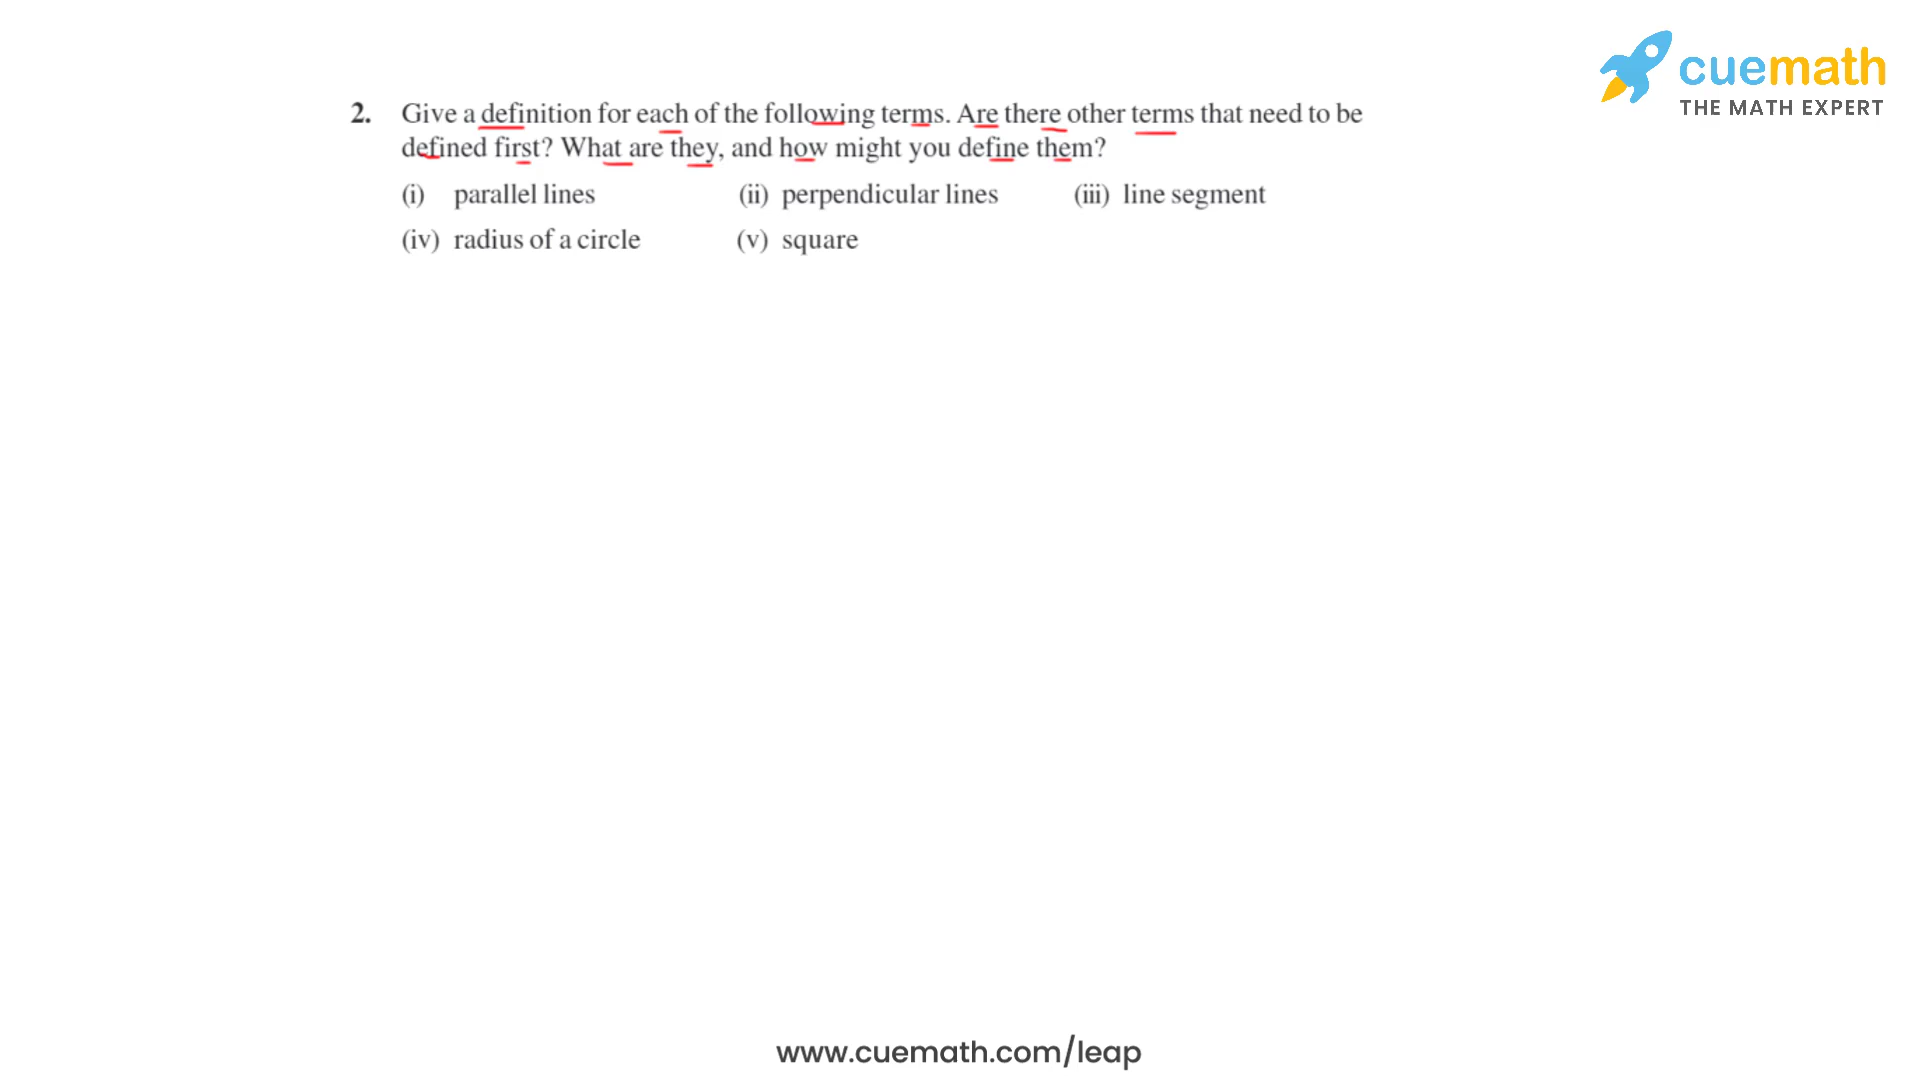 cuemath
THE MATH EXPERT
2. Give a definition for each of the following terms. Are there other terms that need to be
defined first? What are they, and how might you define them?
(i) parallel lines (ii) perpendicular lines (iii) line segment
(iv) radius of a circle (v) square
www.cuemath.com/leap